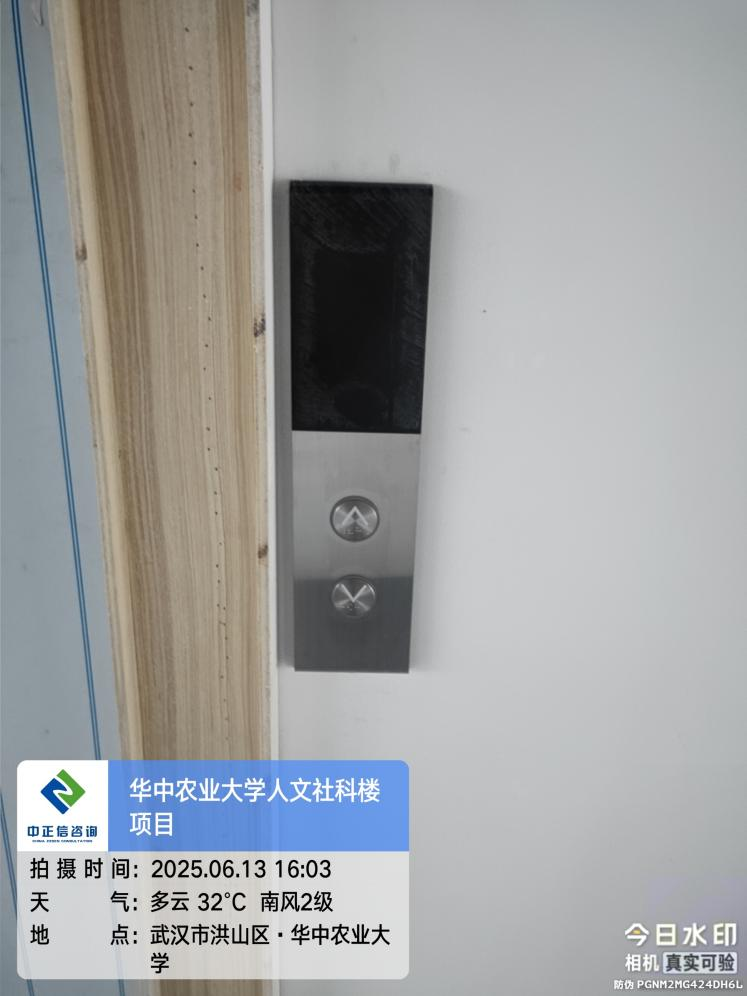 中正信咨询
CHINA ZEXIN CONSULTATION
华中农业大学人文社科楼
项目
拍摄时间：2025.06.13 16:03
天气：多云 32°C 南风2级
地点：武汉市洪山区·华中农业大
学
今日水印
相机 真实可验
防伪 PGNM2MG424DH6L